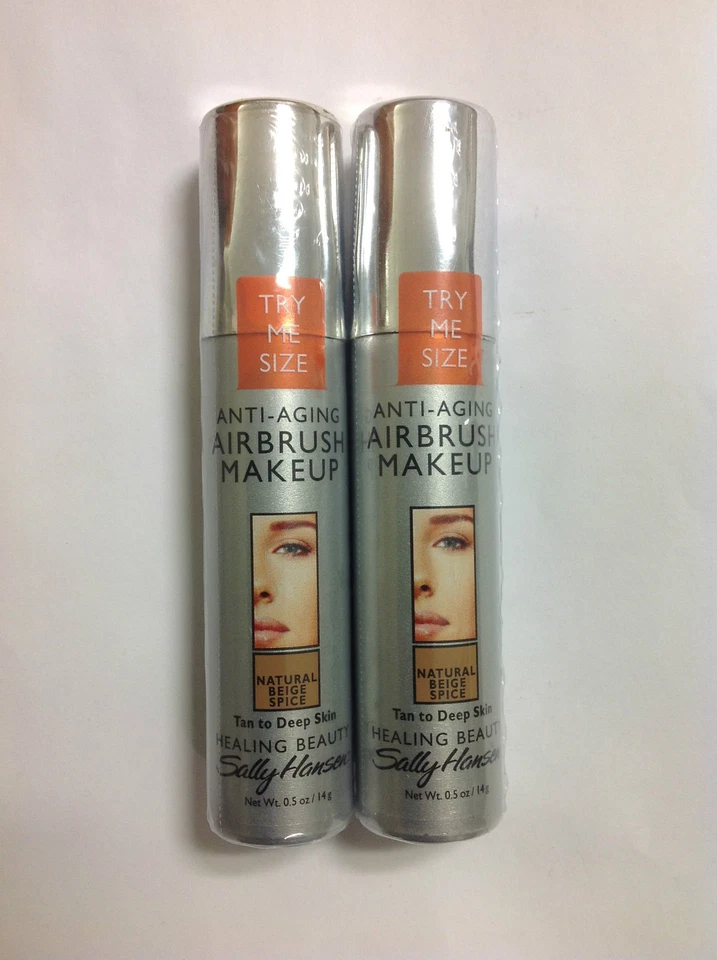 TRY
ME
SIZE
ANTI-AGING
AIRBRUSH
MAKEUP
NATURAL
BEIGE
SPICE
Tan to Deep Skin
HEALING BEAUTY
Sally Hansen
Net Wt. 0.5 oz / 14g
TRY
ME
SIZE
ANTI-AGING
AIRBRUSH
MAKEUP
NATURAL
BEIGE
SPICE
Tan to Deep Skin
HEALING BEAUTY
Sally Hansen
Net Wt. 0.5 oz / 14g